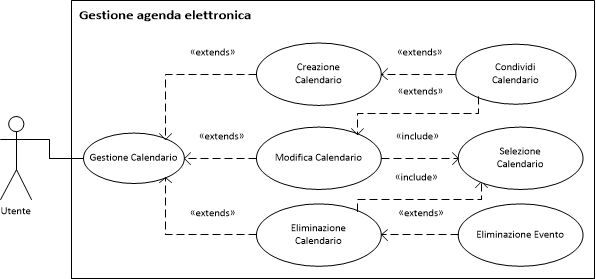 Gestione agenda elettronica
«extends»
«extends»
Creazione
Calendario
Condividi
Calendario
«extends»
«extends»
«include»
Gestione Calendario
Modifica Calendario
Selezione
Calendario
«include»
Utente
«extends»
«extends»
Eliminazione
Calendario
Eliminazione Evento